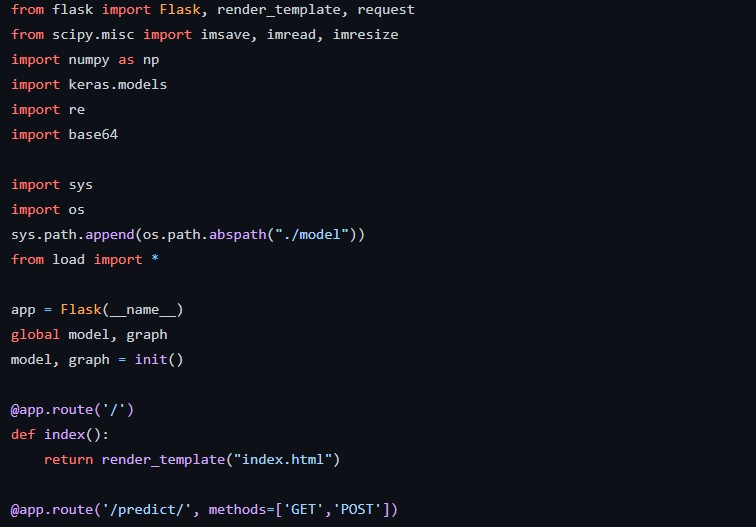 from flask import Flask, render_template, request
from scipy.misc import imsave, imread, imresize
import numpy as np
import keras.models
import re
import base64
import sys
import os
sys.path.append(os.path.abspath("./model"))
from load import *
app = Flask(__name__)
global model, graph
model, graph = init()
@app.route('/')
def index():
    return render_template("index.html")
@app.route('/predict/', methods=['GET','POST'])